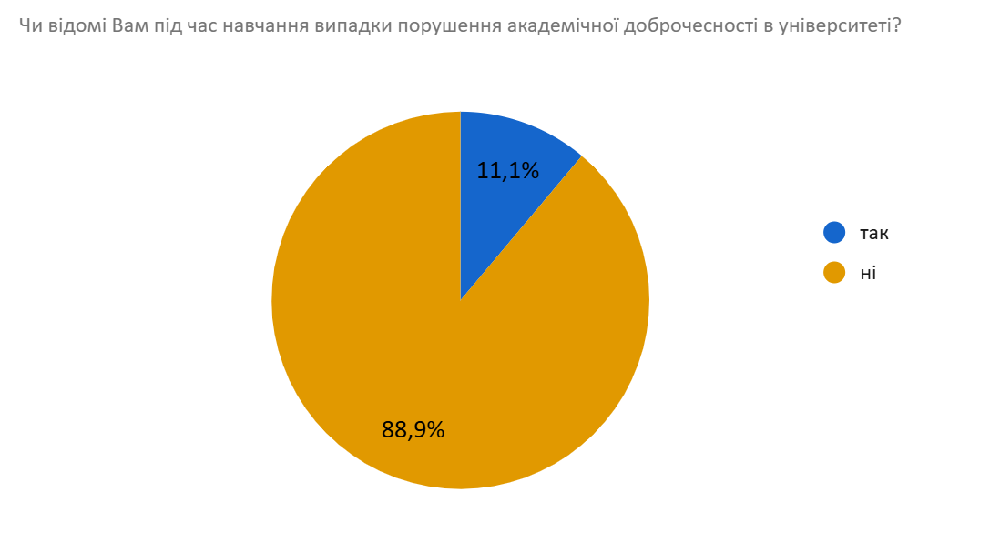 Чи відомі Вам під час навчання випадки порушення академічної доброчесності в університеті?
11,1%
так
ні
88,9%